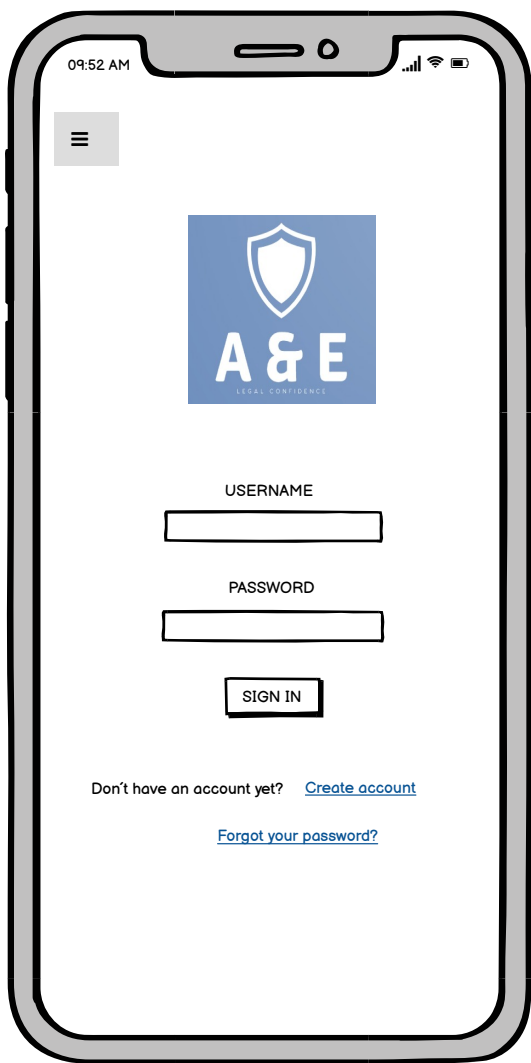 09:52 AM
A & E
LEGAL CONFIDENCE
USERNAME
PASSWORD
SIGN IN
Don´t have an account yet? Create account
Forgot your password?